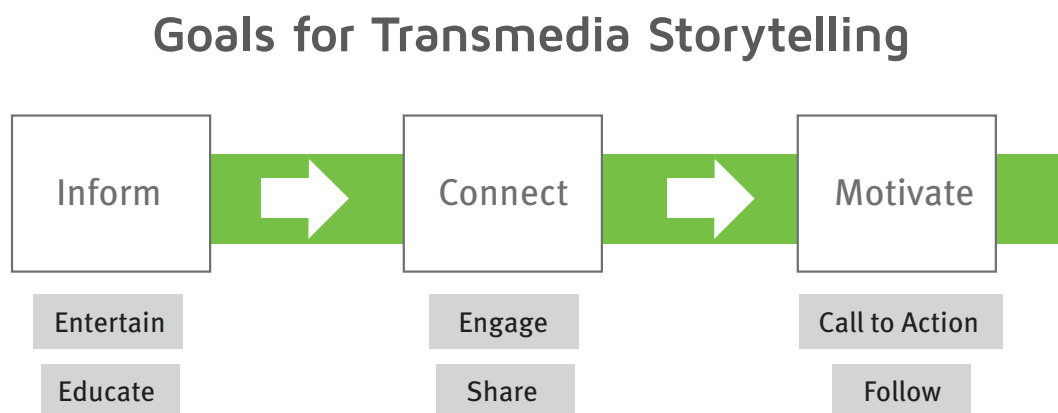 Goals for Transmedia Storytelling
Inform
Connect
Motivate
Entertain
Engage
Call to Action
Educate
Share
Follow